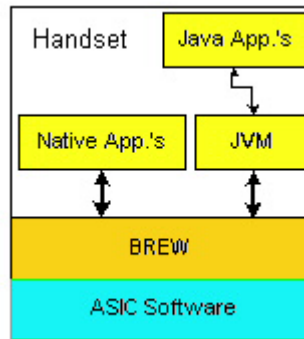 Handset
Java App.'s
Native App.'s
JVM
BREW
ASIC Software